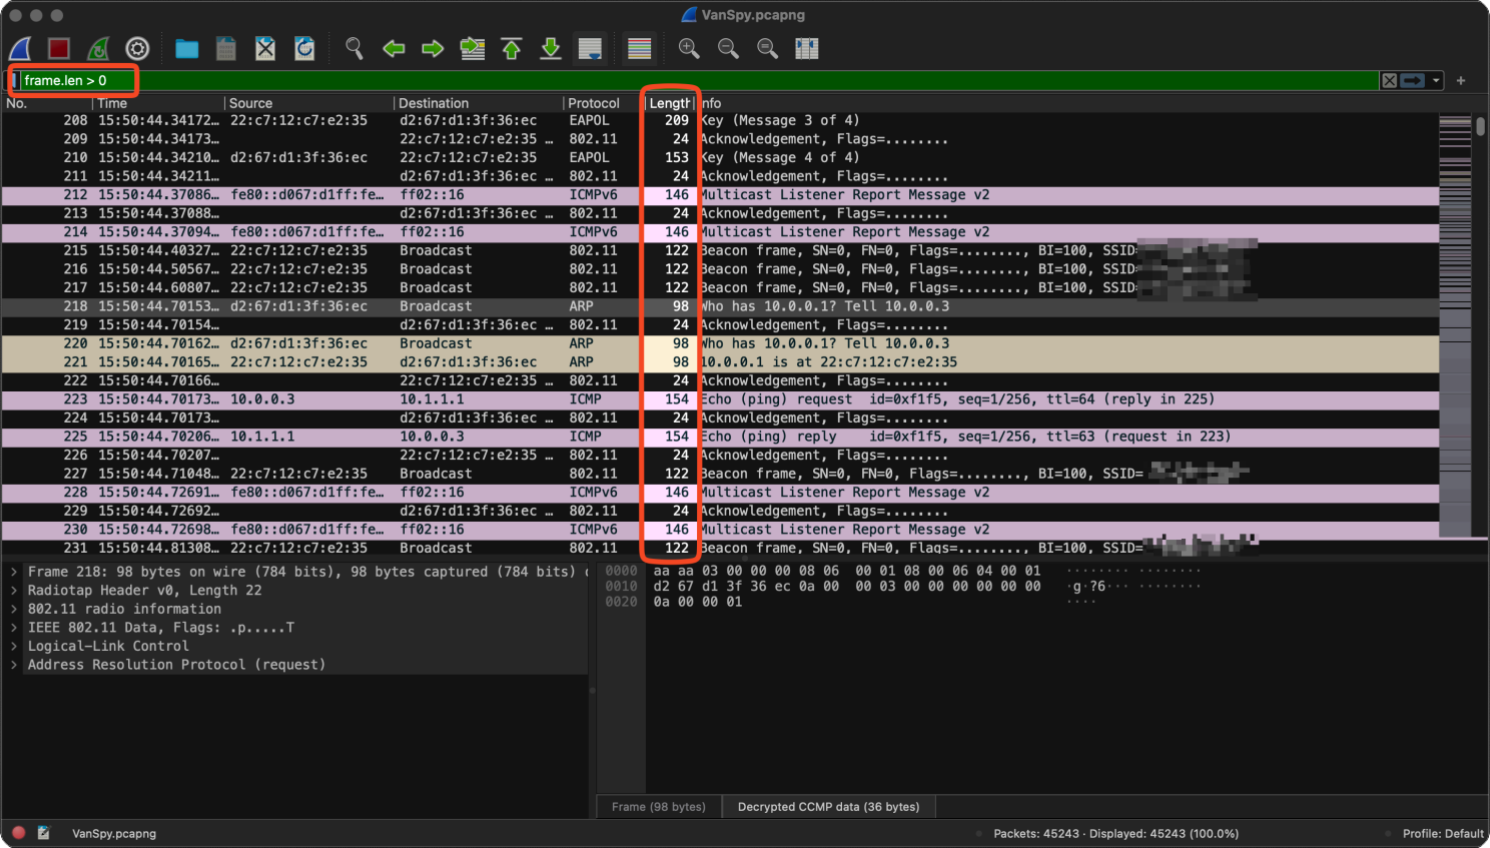 VanSpy.pcapng
frame.len > 0
No. Time Source Destination Protocol Length Info
208 15:50:44.34172… 22:c7:12:c7:e2:35 d2:67:d1:3f:36:ec EAPOL 209 Key (Message 3 of 4)
209 15:50:44.34173… 22:c7:12:c7:e2:35 … 802.11 24 Acknowledgement, Flags=........
210 15:50:44.34210… d2:67:d1:3f:36:ec 22:c7:12:c7:e2:35 EAPOL 153 Key (Message 4 of 4)
211 15:50:44.34211… d2:67:d1:3f:36:ec … 802.11 24 Acknowledgement, Flags=........
212 15:50:44.37086… fe80::d067:d1ff:fe… ff02::16 ICMPv6 146 Multicast Listener Report Message v2
213 15:50:44.37088… d2:67:d1:3f:36:ec … 802.11 24 Acknowledgement, Flags=........
214 15:50:44.37094… fe80::d067:d1ff:fe… ff02::16 ICMPv6 146 Multicast Listener Report Message v2
215 15:50:44.40327… 22:c7:12:c7:e2:35 Broadcast 802.11 122 Beacon frame, SN=0, FN=0, Flags=........, BI=100, SSID=
216 15:50:44.50567… 22:c7:12:c7:e2:35 Broadcast 802.11 122 Beacon frame, SN=0, FN=0, Flags=........, BI=100, SSID=
217 15:50:44.60807… 22:c7:12:c7:e2:35 Broadcast 802.11 122 Beacon frame, SN=0, FN=0, Flags=........, BI=100, SSID=
218 15:50:44.70153… d2:67:d1:3f:36:ec Broadcast ARP 98 Who has 10.0.0.1? Tell 10.0.0.3
219 15:50:44.70154… d2:67:d1:3f:36:ec … 802.11 24 Acknowledgement, Flags=........
220 15:50:44.70162… d2:67:d1:3f:36:ec Broadcast ARP 98 Who has 10.0.0.1? Tell 10.0.0.3
221 15:50:44.70165… 22:c7:12:c7:e2:35 d2:67:d1:3f:36:ec ARP 98 10.0.0.1 is at 22:c7:12:c7:e2:35
222 15:50:44.70166… 22:c7:12:c7:e2:35 … 802.11 24 Acknowledgement, Flags=........
223 15:50:44.70173… 10.0.0.3 10.1.1.1 ICMP 154 Echo (ping) request id=0xf1f5, seq=1/256, ttl=64 (reply in 225)
224 15:50:44.70173… d2:67:d1:3f:36:ec … 802.11 24 Acknowledgement, Flags=........
225 15:50:44.70206… 10.1.1.1 10.0.0.3 ICMP 154 Echo (ping) reply id=0xf1f5, seq=1/256, ttl=63 (request in 223)
226 15:50:44.70207… 22:c7:12:c7:e2:35 … 802.11 24 Acknowledgement, Flags=........
227 15:50:44.71048… 22:c7:12:c7:e2:35 Broadcast 802.11 122 Beacon frame, SN=0, FN=0, Flags=........, BI=100, SSID=
228 15:50:44.72691… fe80::d067:d1ff:fe… ff02::16 ICMPv6 146 Multicast Listener Report Message v2
229 15:50:44.72692… d2:67:d1:3f:36:ec … 802.11 24 Acknowledgement, Flags=........
230 15:50:44.72698… fe80::d067:d1ff:fe… ff02::16 ICMPv6 146 Multicast Listener Report Message v2
231 15:50:44.81308… 22:c7:12:c7:e2:35 Broadcast 802.11 122 Beacon frame, SN=0, FN=0, Flags=........, BI=100, SSID=
Frame 218: 98 bytes on wire (784 bits), 98 bytes captured (784 bits)
Radiotap Header v0, Length 22
802.11 radio information
IEEE 802.11 Data, Flags: .p.....T
Logical-Link Control
Address Resolution Protocol (request)
0000 aa aa 03 00 00 00 08 06 00 01 08 00 06 04 00 01 ········ ········
0010 d2 67 d1 3f 36 ec 0a 00 00 03 00 00 00 00 00 00 ·g·?6··· ········
0020 0a 00 00 01 ····
Frame (98 bytes) Decrypted CCMP data (36 bytes)
VanSpy.pcapng Packets: 45243 · Displayed: 45243 (100.0%) Profile: Default